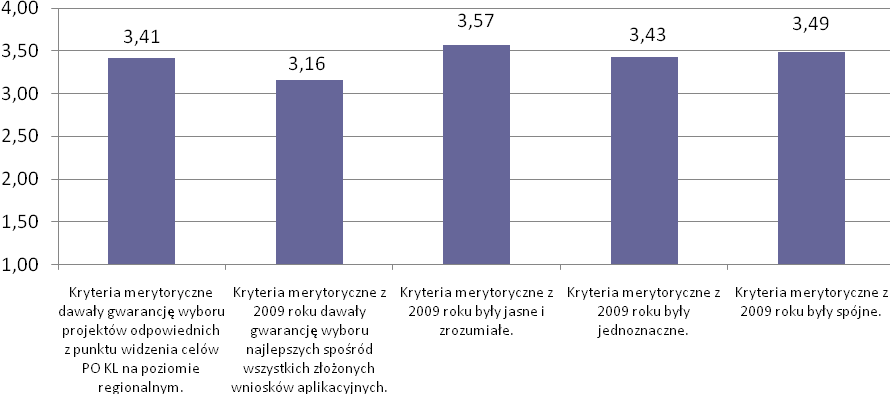 4,00
3,50
3,00
2,50
2,00
1,50
1,00
3,41
3,16
3,57
3,43
3,49
Kryteria merytoryczne
dawały gwarancję wyboru
projektów odpowiednich
z punktu widzenia celów
PO KL na poziomie
regionalnym.
Kryteria merytoryczne z
2009 roku dawały
gwarancję wyboru
najlepszych spośród
wszystkich złożonych
wniosków aplikacyjnych.
Kryteria merytoryczne z
2009 roku były jasne i
zrozumiałe.
Kryteria merytoryczne z
2009 roku były
jednoznaczne.
Kryteria merytoryczne z
2009 roku były spójne.